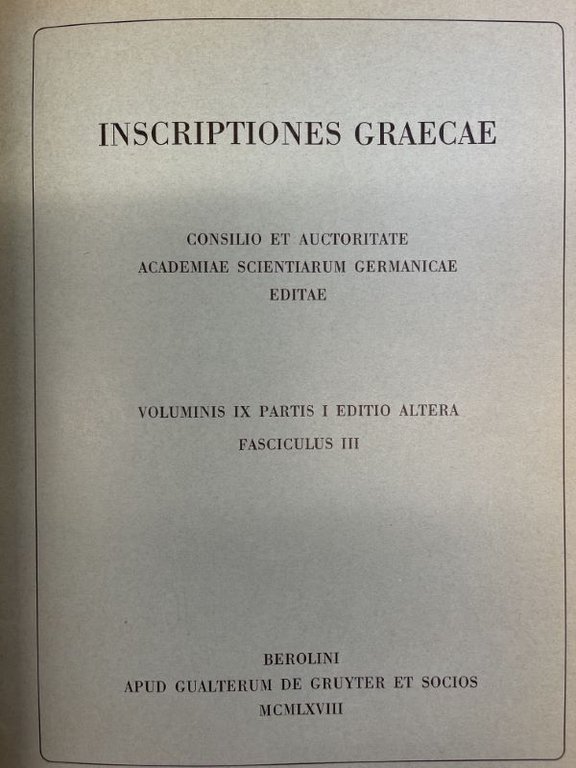 INSCRIPTIONES GRAECAE
CONSILIO ET AUCTORITATE
ACADEMIAE SCIENTIARUM GERMANICAE
EDITAE
VOLUMINIS IX PARTIS I EDITIO ALTERA
FASCICULUS III
BEROLINI
APUD GUALTERUM DE GRUYTER ET SOCIOS
MCMLXVIII